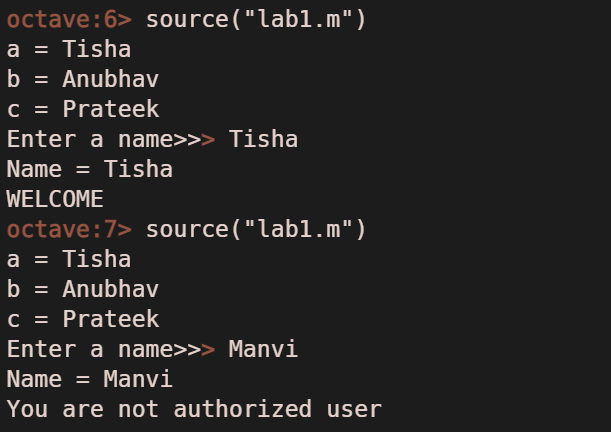 octave:6> source("lab1.m")
a = Tisha
b = Anubhav
c = Prateek
Enter a name>>> Tisha
Name = Tisha
WELCOME
octave:7> source("lab1.m")
a = Tisha
b = Anubhav
c = Prateek
Enter a name>>> Manvi
Name = Manvi
You are not authorized user